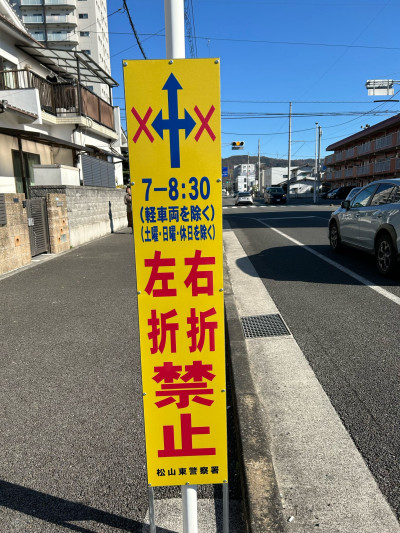 7-8:30
(軽車両を除く)
(土曜・日曜・休日を除く)
左折
右折
禁止
松山東警察署